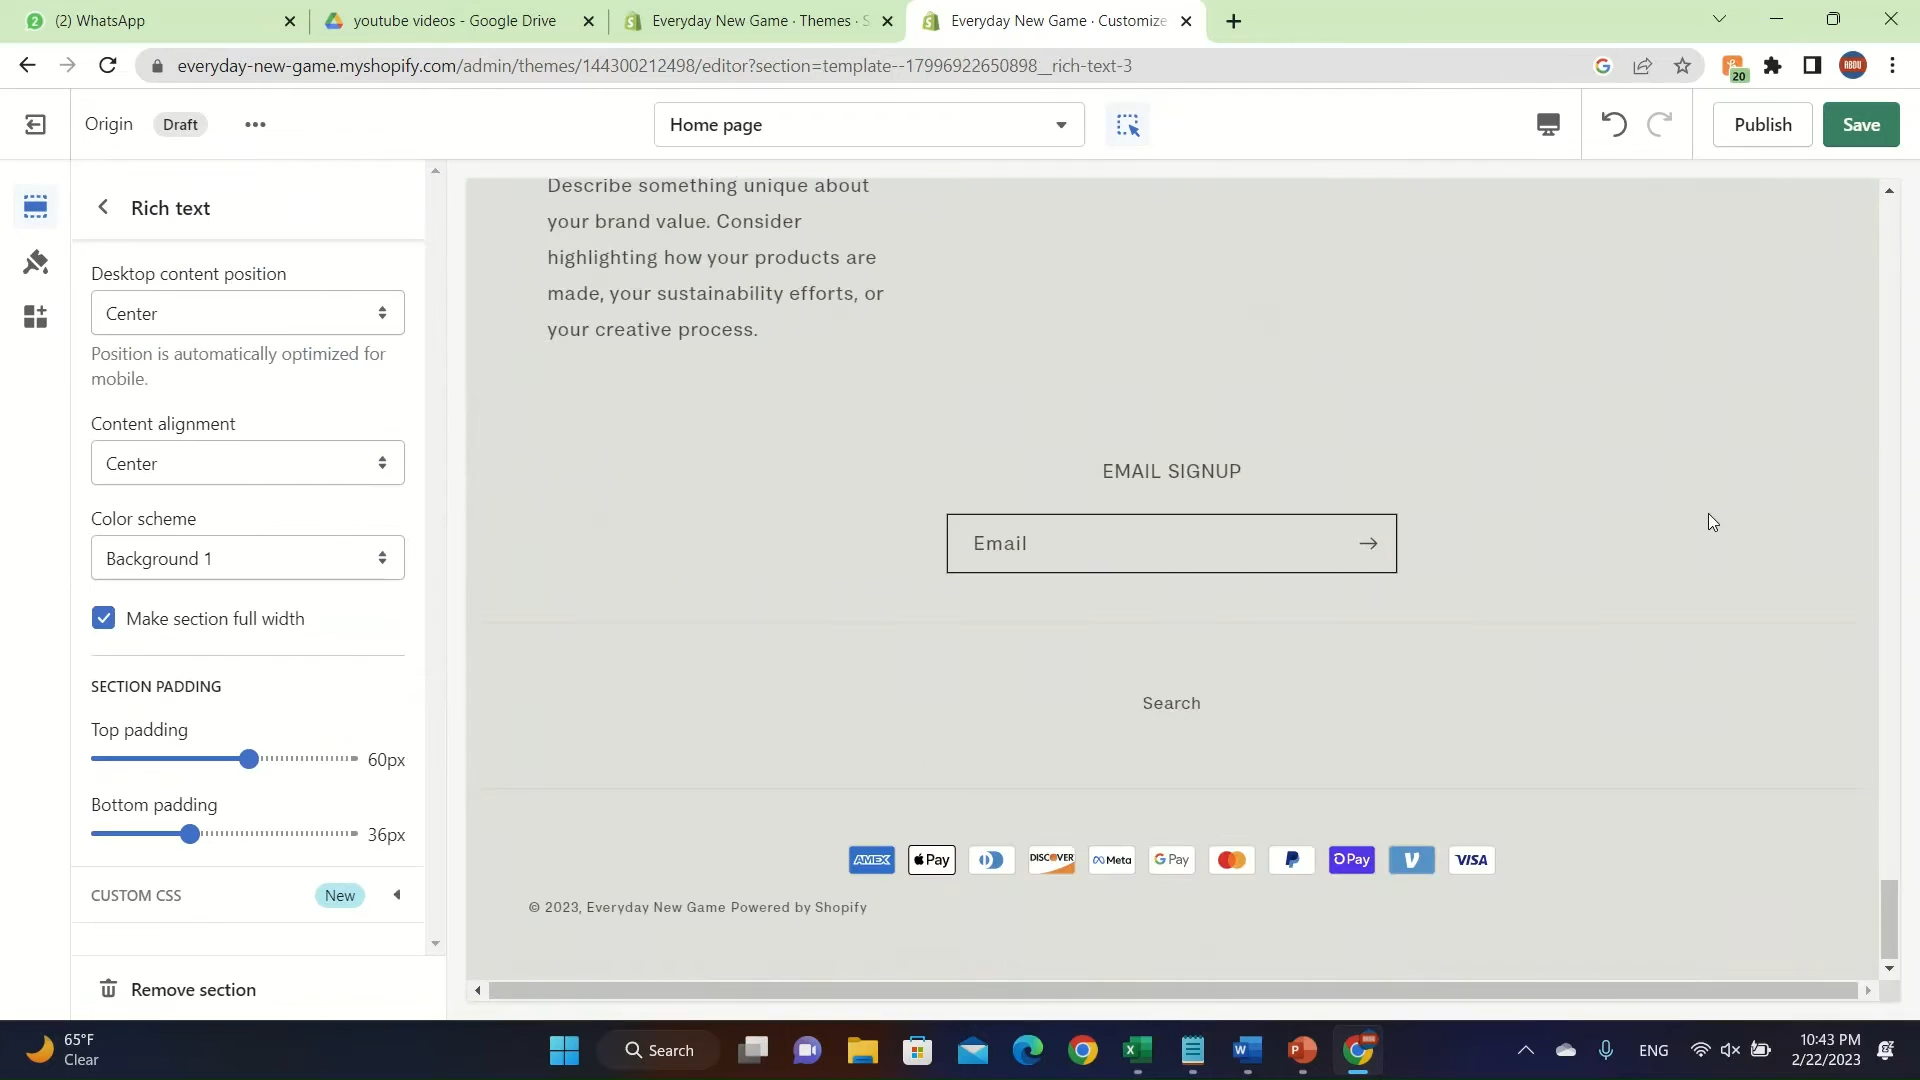 2 (2) WhatsApp
youtube videos - Google Drive
Everyday New Game · Themes · S
Everyday New Game · Customize
everyday-new-game.myshopify.com/admin/themes/144300212498/editor?section=template--17996922650898__rich-text-3
20
ABDU
Origin
Draft
Home page
Publish
Save
Rich text
Desktop content position
Center
Position is automatically optimized for
mobile.
Content alignment
Center
Color scheme
Background 1
Make section full width
SECTION PADDING
Top padding
60px
Bottom padding
36px
CUSTOM CSS
New
Remove section
Describe something unique about
your brand value. Consider
highlighting how your products are
made, your sustainability efforts, or
your creative process.
EMAIL SIGNUP
Email
Search
AMEX Pay DISCOVER Meta G Pay Pay VISA
© 2023, Everyday New Game Powered by Shopify
65°F
Clear
Search
ENG
10:43 PM
2/22/2023